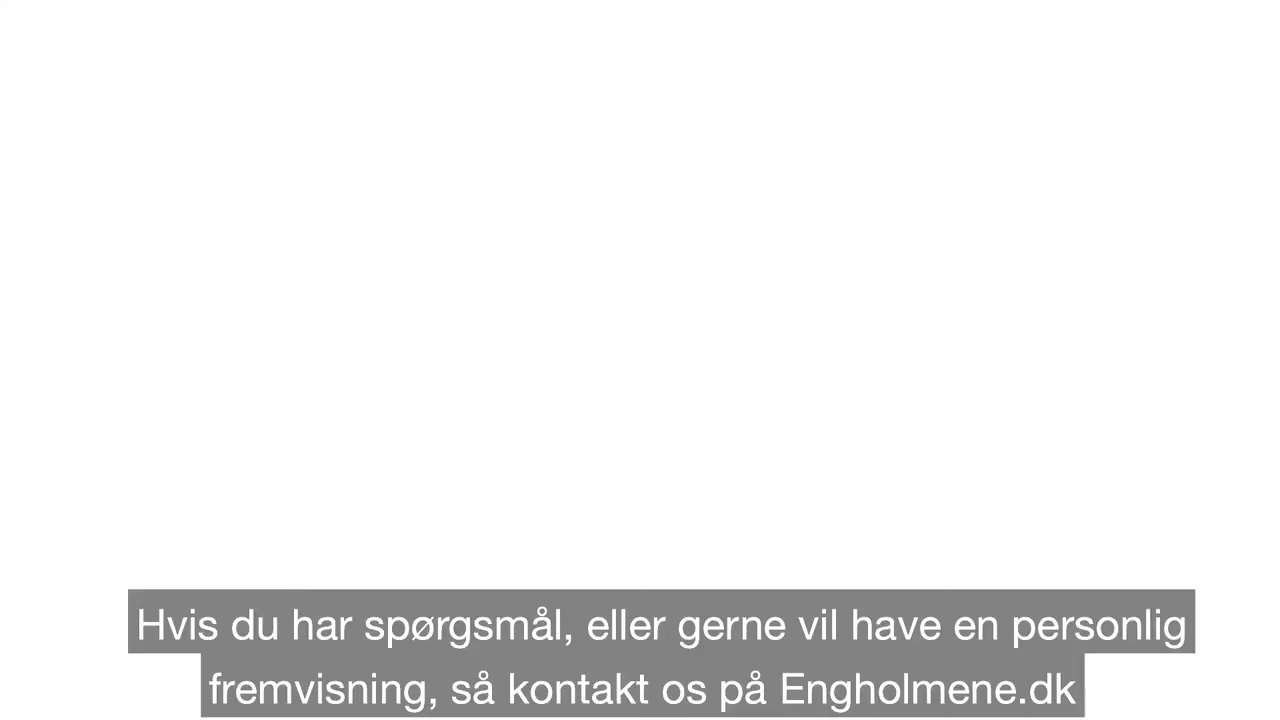 Hvis du har spørgsmål, eller gerne vil have en personlig
fremvisning, så kontakt os på Engholmene.dk